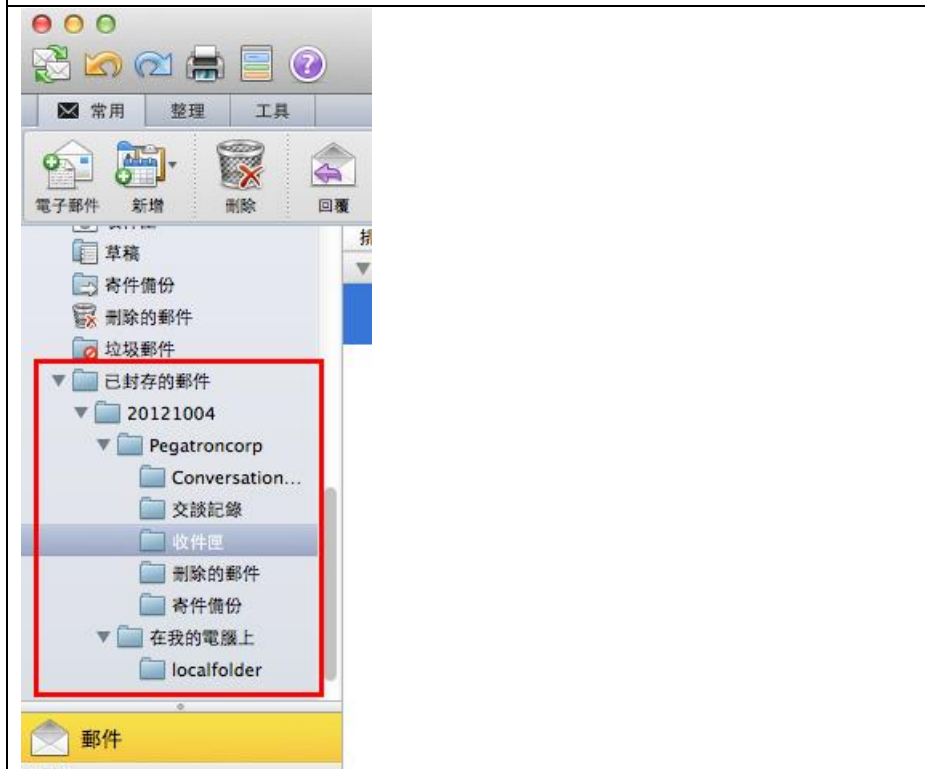 常用 整理 工具
電子郵件 新增 刪除 回覆
草稿
寄件備份
刪除的郵件
垃圾郵件
已封存的郵件
20121004
Pegatroncorp
Conversation...
交談記錄
收件匣
刪除的郵件
寄件備份
在我的電腦上
localfolder
郵件